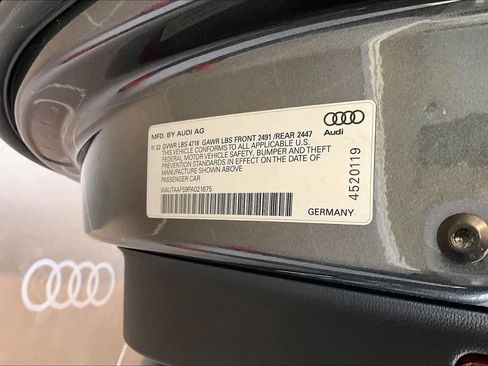 MFD. BY AUDI AG
11 22 GVWR LBS 4718 GAWR LBS FRONT 2491 /REAR 2447
THIS VEHICLE CONFORMS TO ALL APPLICABLE U.S.
FEDERAL MOTOR VEHICLE SAFETY, BUMPER AND THEFT
PREVENTION STANDARDS IN EFFECT ON THE DATE OF
MANUFACTURE SHOWN ABOVE
PASSENGER CAR
WAUTAAF59PA021675
GERMANY
Audi
4520119